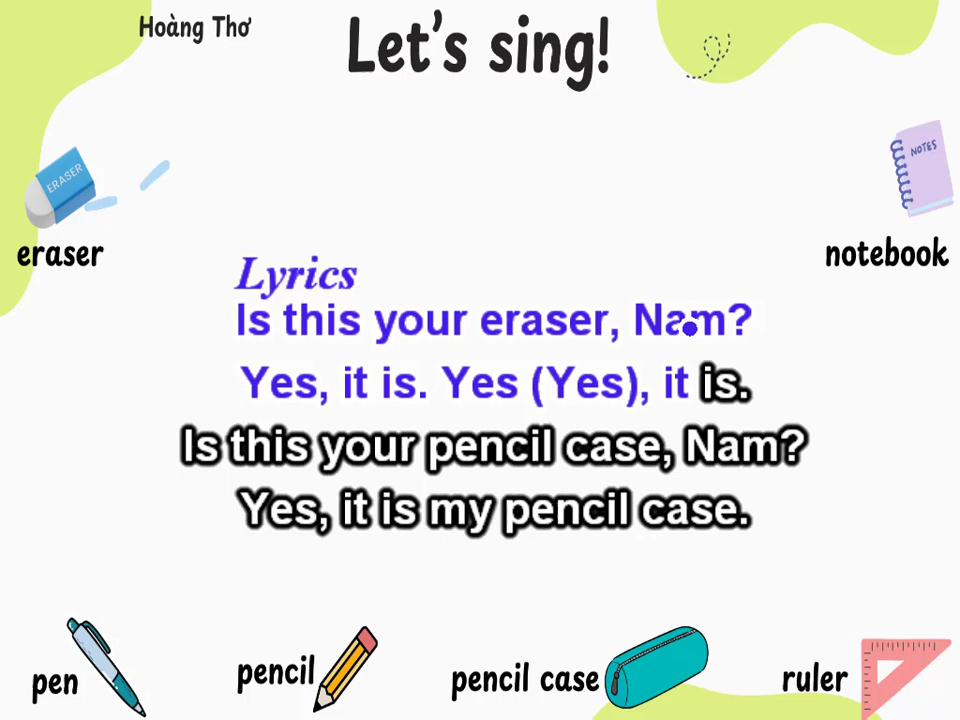 Hoàng Thơ
Let's sing!
ERASER
NOTES
eraser
notebook
Lyrics
Is this your eraser, Nam?
Yes, it is. Yes (Yes), it is.
Is this your pencil case, Nam?
Yes, it is my pencil case.
pen
pencil
pencil case
ruler